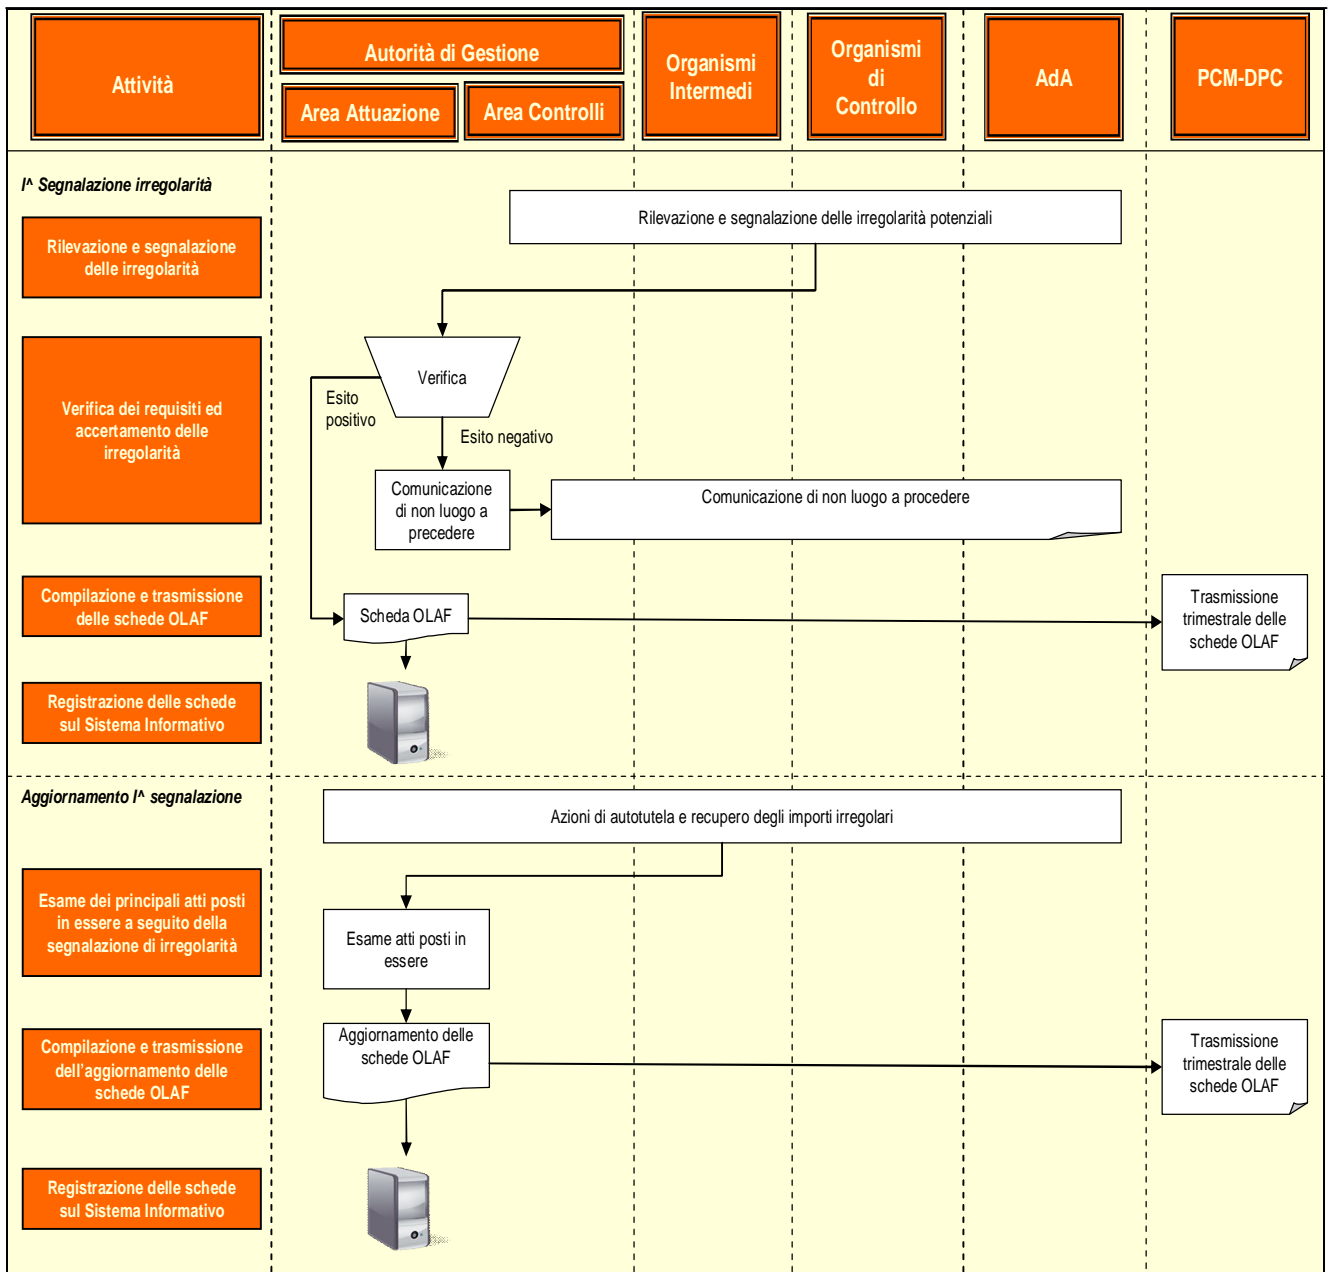 Attività
Autorità di Gestione
Area Attuazione
Area Controlli
Organismi
Intermedi
Organismi
di
Controllo
AdA
PCM-DPC
I^ Segnalazione irregolarità
Rilevazione e segnalazione
delle irregolarità
Rilevazione e segnalazione delle irregolarità potenziali
Verifica dei requisiti ed
accertamento delle
irregolarità
Verifica
Esito
positivo
Esito negativo
Comunicazione
di non luogo a
precedere
Comunicazione di non luogo a procedere
Compilazione e trasmissione
delle schede OLAF
Scheda OLAF
Trasmissione
trimestrale delle
schede OLAF
Registrazione delle schede
sul Sistema Informativo
Aggiornamento I^ segnalazione
Azioni di autotutela e recupero degli importi irregolari
Esame dei principali atti posti
in essere a seguito della
segnalazione di irregolarità
Esame atti posti in
essere
Compilazione e trasmissione
dell'aggiornamento delle
schede OLAF
Aggiornamento delle
schede OLAF
Trasmissione
trimestrale delle
schede OLAF
Registrazione delle schede
sul Sistema Informativo